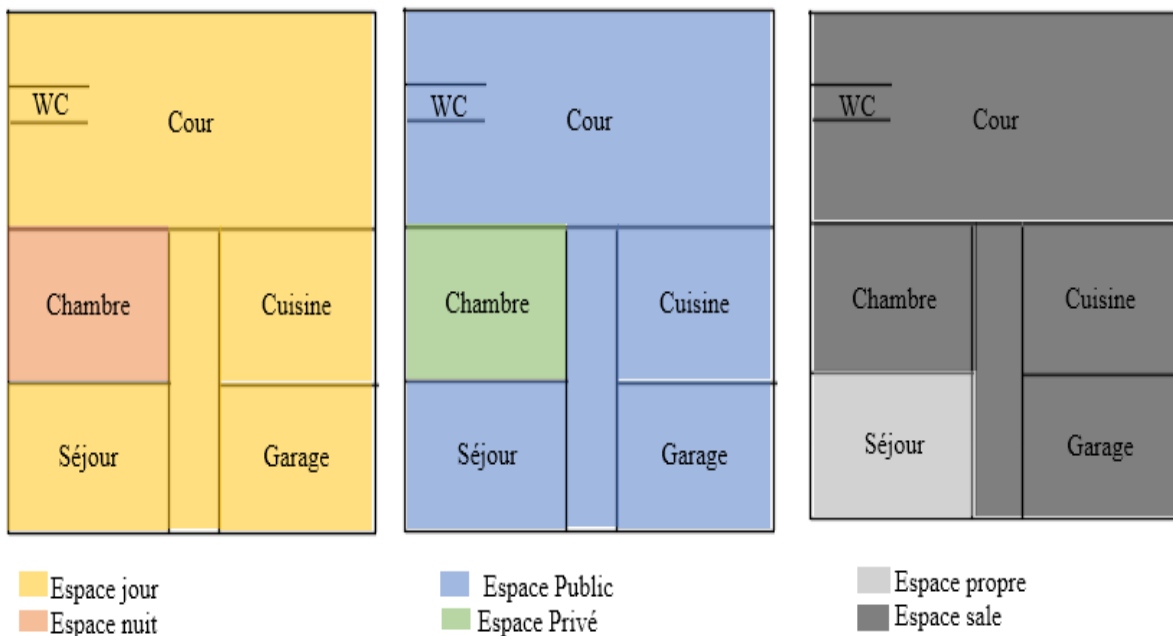 WC
Cour
Chambre
Cuisine
Séjour
Garage
Espace jour
Espace nuit
WC
Cour
Chambre
Cuisine
Séjour
Garage
Espace Public
Espace Privé
WC
Cour
Chambre
Cuisine
Séjour
Garage
Espace propre
Espace sale